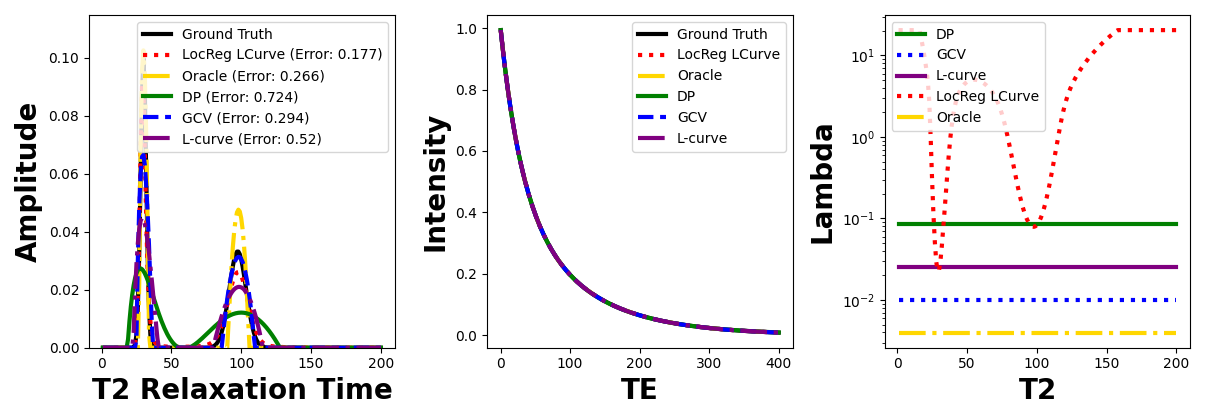 Amplitude
0.10
0.08
0.06
0.04
0.02
0.00
Ground Truth
LocReg LCurve (Error: 0.177)
Oracle (Error: 0.266)
DP (Error: 0.724)
GCV (Error: 0.294)
L-curve (Error: 0.52)
0 50 100 150 200
T2 Relaxation Time
Intensity
1.0
0.8
0.6
0.4
0.2
0.0
Ground Truth
LocReg LCurve
Oracle
DP
GCV
L-curve
0 100 200 300 400
TE
Lambda
10¹
10⁰
10⁻¹
10⁻²
DP
GCV
L-curve
LocReg LCurve
Oracle
0 50 100 150 200
T2